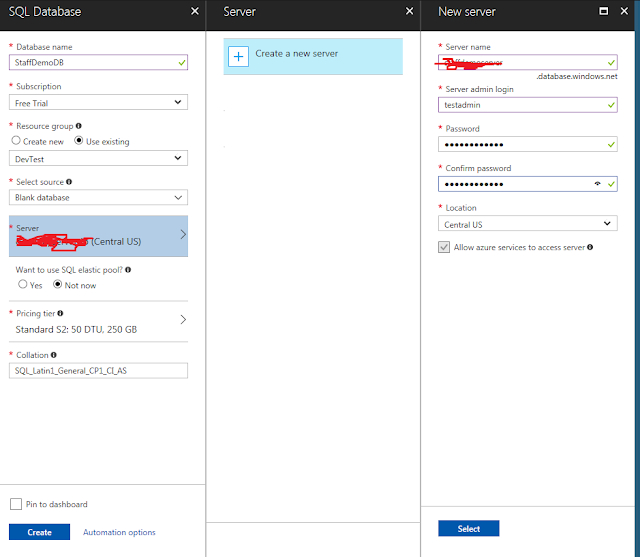 SQL Database
* Database name
StaffDemoDB
* Subscription
Free Trial
* Resource group
Create new Use existing
DevTest
* Select source
Blank database
* Server
(Central US)
Want to use SQL elastic pool?
Yes Not now
* Pricing tier
Standard S2: 50 DTU, 250 GB
* Collation
SQL_Latin1_General_CP1_CI_AS
Pin to dashboard
Create Automation options
Server
Create a new server
New server
* Server name
.database.windows.net
* Server admin login
testadmin
* Password
••••••••••••
* Confirm password
••••••••••••
* Location
Central US
Allow azure services to access server
Select